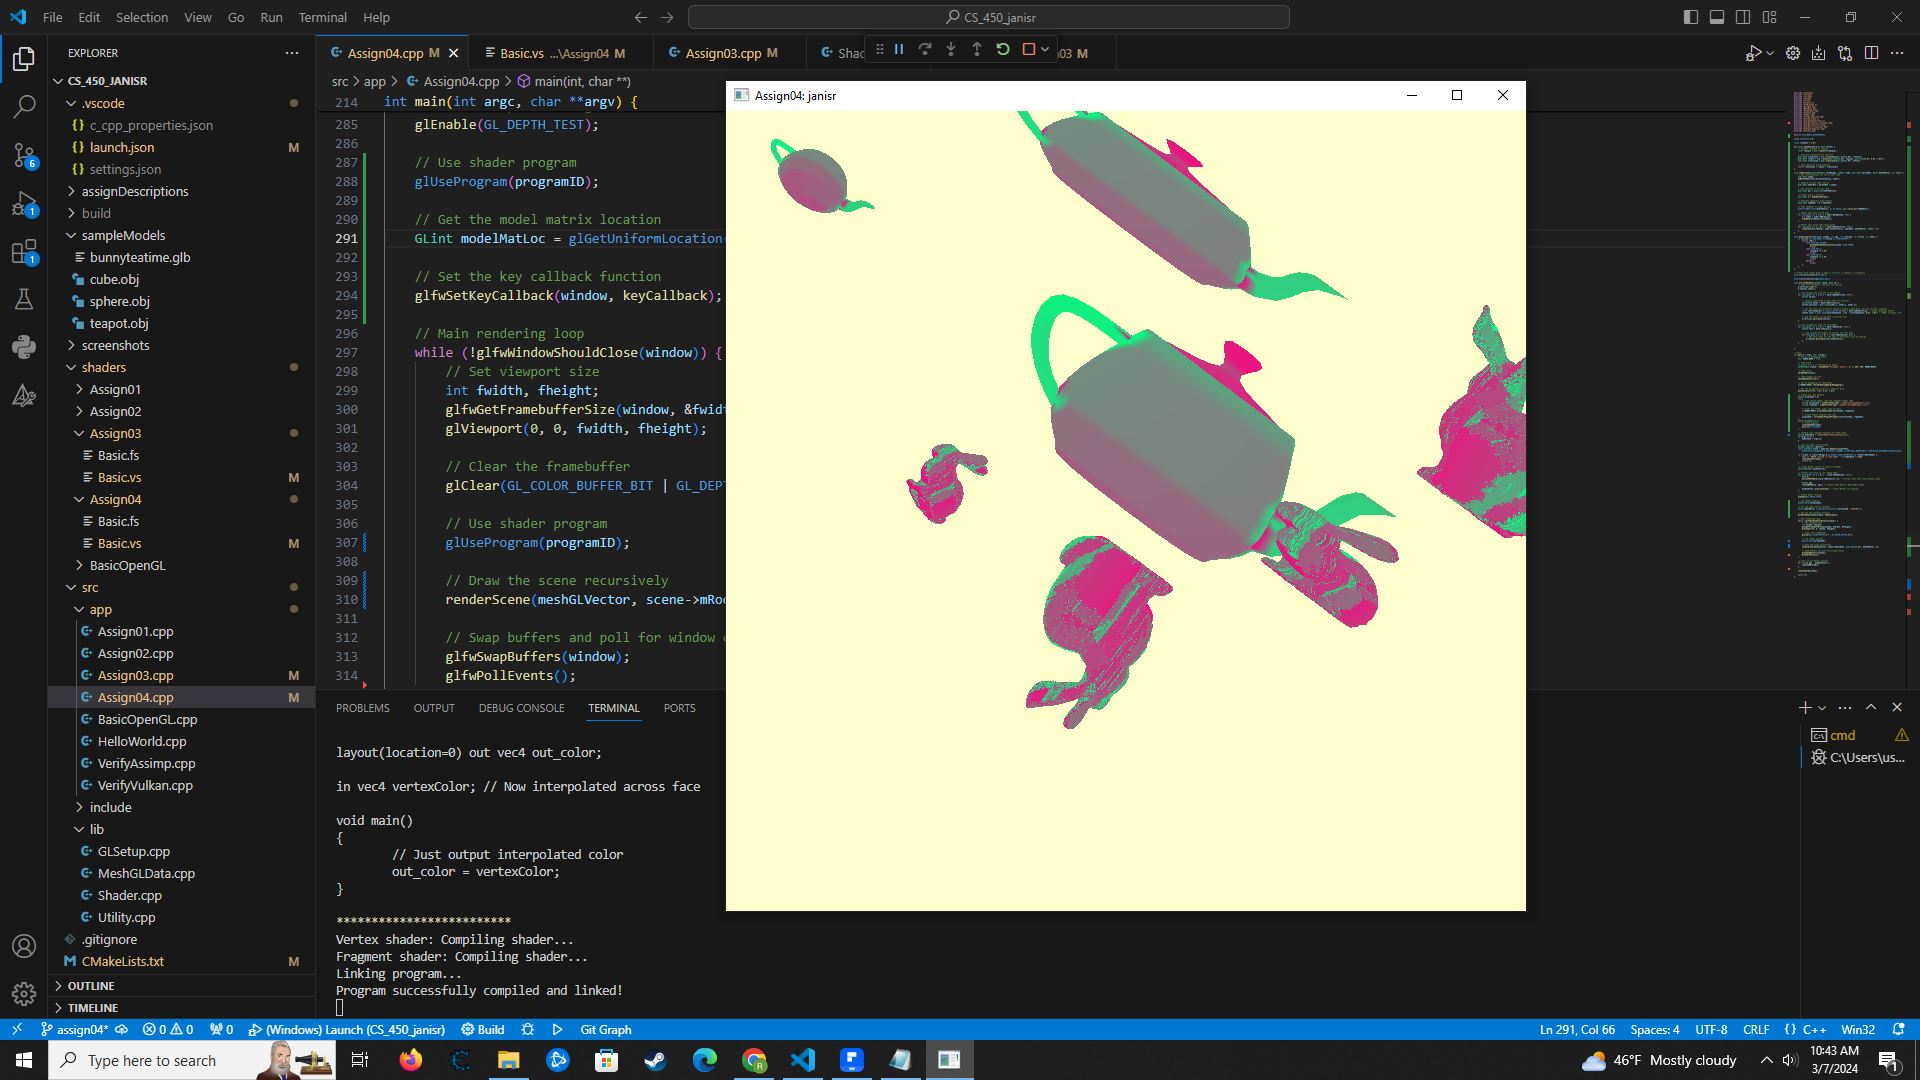 File Edit Selection View Go Run Terminal Help
CS_450_janisr
EXPLORER
CS_450_JANISR
.vscode
c_cpp_properties.json
launch.json M
settings.json
assignDescriptions
build
sampleModels
bunnyteatime.glb
cube.obj
sphere.obj
teapot.obj
screenshots
shaders
Assign01
Assign02
Assign03
Basic.fs
Basic.vs M
Assign04
Basic.fs
Basic.vs M
BasicOpenGL
src
app
Assign01.cpp
Assign02.cpp
Assign03.cpp M
Assign04.cpp M
BasicOpenGL.cpp
HelloWorld.cpp
VerifyAssimp.cpp
VerifyVulkan.cpp
include
lib
GLSetup.cpp
MeshGLData.cpp
Shader.cpp
Utility.cpp
.gitignore
CMakeLists.txt M
OUTLINE
TIMELINE
Assign04.cpp M
Basic.vs ...\Assign04 M
Assign03.cpp M
Sha
03 M
src > app > Assign04.cpp > main(int, char **)
214 int main(int argc, char **argv) {
285 glEnable(GL_DEPTH_TEST);
286
287 // Use shader program
288 glUseProgram(programID);
289
290 // Get the model matrix location
291 GLint modelMatLoc = glGetUniformLocation(
292
293 // Set the key callback function
294 glfwSetKeyCallback(window, keyCallback);
295
296 // Main rendering loop
297 while (!glfwWindowShouldClose(window)) {
298 // Set viewport size
299 int fwidth, fheight;
300 glfwGetFramebufferSize(window, &fwidt
301 glViewport(0, 0, fwidth, fheight);
302
303 // Clear the framebuffer
304 glClear(GL_COLOR_BUFFER_BIT | GL_DEPT
305
306 // Use shader program
307 glUseProgram(programID);
308
309 // Draw the scene recursively
310 renderScene(meshGLVector, scene->mRoo
311
312 // Swap buffers and poll for window e
313 glfwSwapBuffers(window);
314 glfwPollEvents();
Assign04: janisr
PROBLEMS OUTPUT DEBUG CONSOLE TERMINAL PORTS
layout(location=0) out vec4 out_color;
in vec4 vertexColor; // Now interpolated across face
void main()
{
// Just output interpolated color
out_color = vertexColor;
}
*************************
Vertex shader: Compiling shader...
Fragment shader: Compiling shader...
Linking program...
Program successfully compiled and linked!
cmd
C:\Users\us...
6
1
1
assign04* 0 0 0 (Windows) Launch (CS_450_janisr) Build Git Graph
Ln 291, Col 66 Spaces: 4 UTF-8 CRLF {} C++ Win32
Type here to search
46°F Mostly cloudy
10:43 AM
3/7/2024
1